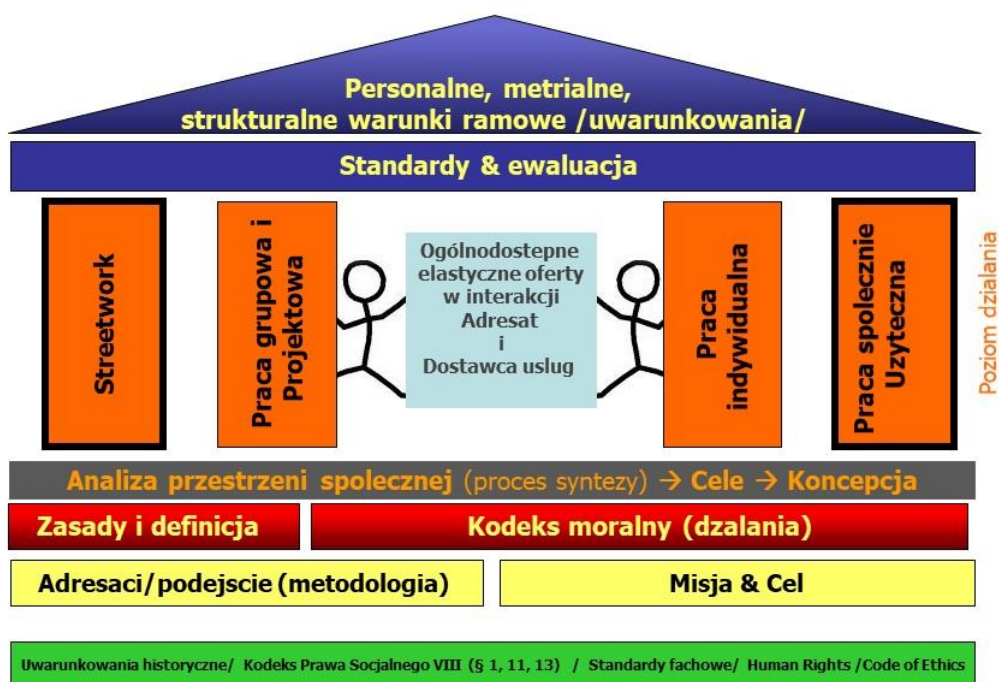 Personalne, metrialne,
strukturalne warunki ramowe /uwarunkowania/
Standardy & ewaluacja
Streetwork
Praca grupowa i
Projektowa
Ogólnodostepne
elastyczne oferty
w interakcji
Adresat
i
Dostawca uslug
Praca
indywidualna
Praca spolecznie
Uzyteczna
Poziom dzialania
Analiza przestrzeni spolecznej (proces syntezy) → Cele → Koncepcja
Zasady i definicja
Kodeks moralny (dzalania)
Adresaci/podejscie (metodologia)
Misja & Cel
Uwarunkowania historyczne/ Kodeks Prawa Socjalnego VIII (§ 1, 11, 13) / Standardy fachowe/ Human Rights /Code of Ethics